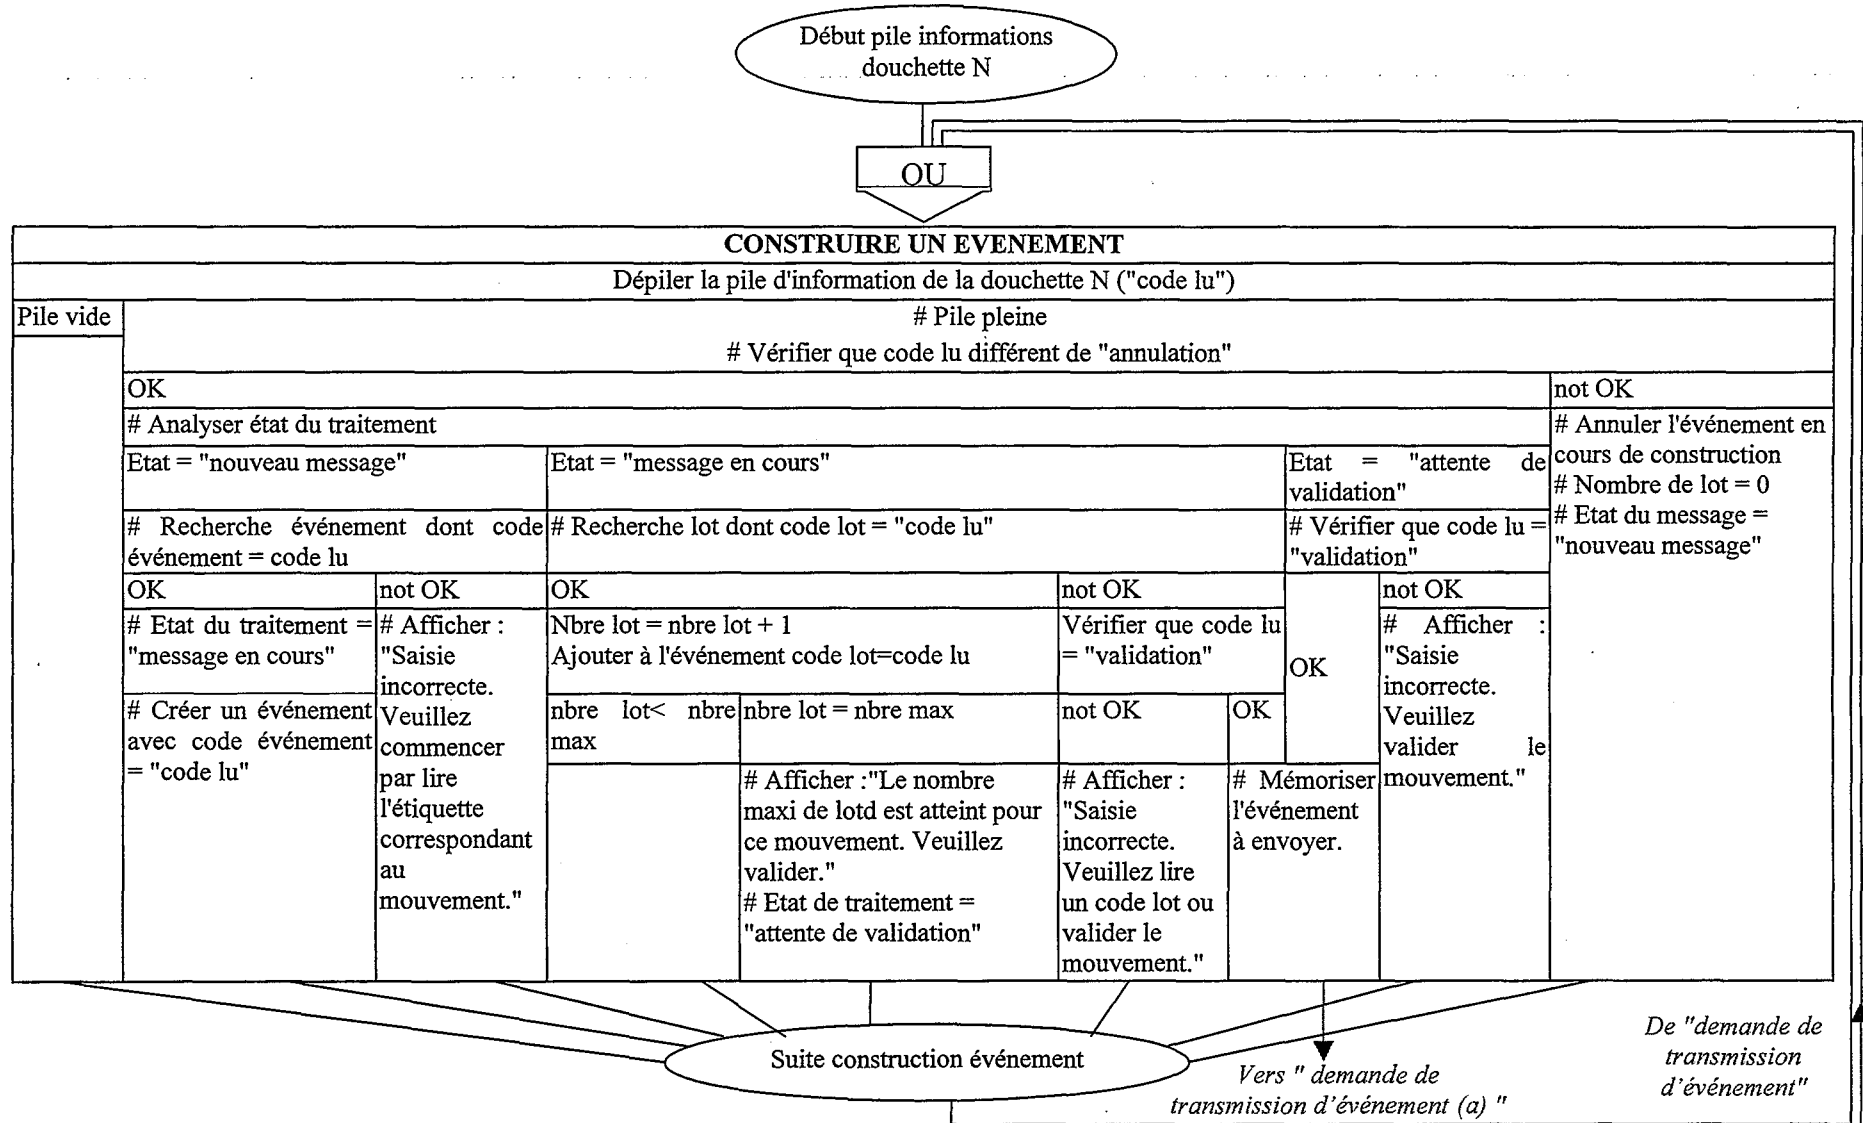 Début pile informations
douchette N
OU
CONSTRUIRE UN EVENEMENT
Dépiler la pile d'information de la douchette N ("code lu")
Pile vide
# Pile pleine
# Vérifier que code lu différent de "annulation"
OK
not OK
# Analyser état du traitement
# Annuler l'événement en
cours de construction
# Nombre de lot = 0
# Etat du message =
"nouveau message"
Etat = "nouveau message"
Etat = "message en cours"
Etat = "attente de
validation"
# Recherche événement dont code
événement = code lu
# Recherche lot dont code lot = "code lu"
# Vérifier que code lu =
"validation"
OK
not OK
OK
not OK
OK
not OK
# Etat du traitement =
"message en cours"
# Créer un événement
avec code événement
= "code lu"
# Afficher :
"Saisie
incorrecte.
Veuillez
commencer
par lire
l'étiquette
correspondant
au
mouvement."
Nbre lot = nbre lot + 1
Ajouter à l'événement code lot=code lu
nbre lot< nbre
max
nbre lot = nbre max
# Afficher :"Le nombre
maxi de lotd est atteint pour
ce mouvement. Veuillez
valider."
# Etat de traitement =
"attente de validation"
Vérifier que code lu
= "validation"
not OK
OK
# Afficher :
"Saisie
incorrecte.
Veuillez lire
un code lot ou
valider le
mouvement."
# Mémoriser
l'événement
à envoyer.
# Afficher :
"Saisie
incorrecte.
Veuillez
valider le
mouvement."
Suite construction événement
Vers " demande de
transmission d'événement (a) "
De "demande de
transmission
d'événement"